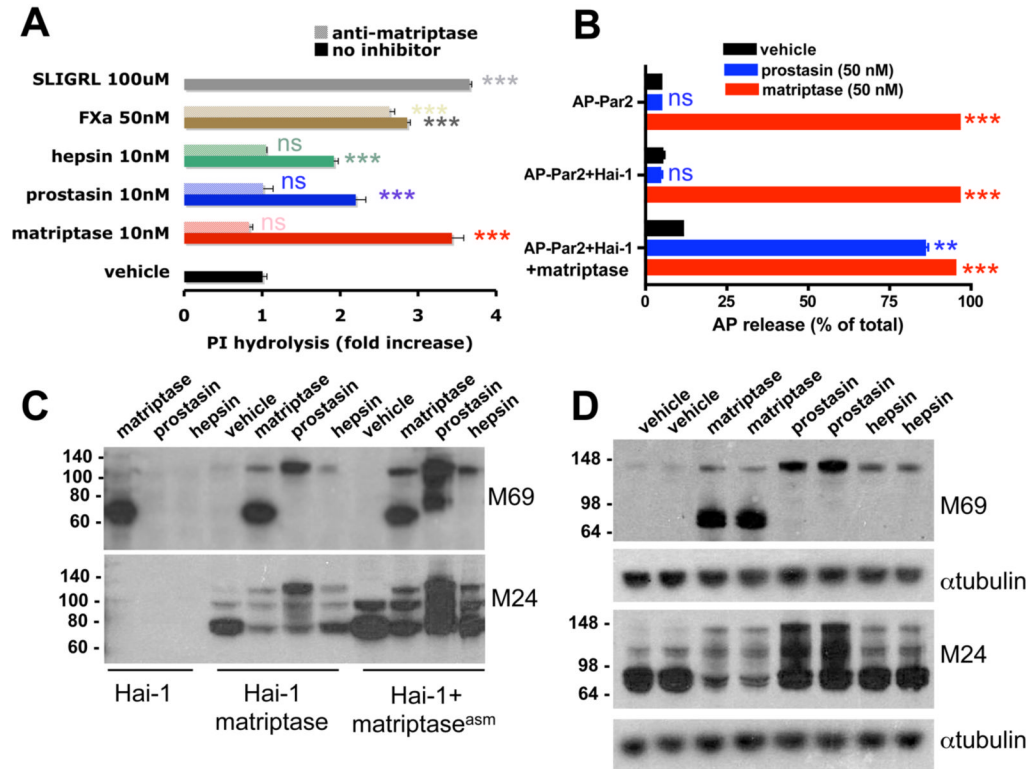 A
anti-matriptase
no inhibitor
SLIGRL 100uM
***
FXa 50nM
***
***
hepsin 10nM
ns
***
prostasin 10nM
ns
***
matriptase 10nM
ns
***
vehicle
0 1 2 3 4
PI hydrolysis (fold increase)
B
vehicle
prostasin (50 nM)
matriptase (50 nM)
AP-Par2
ns
***
AP-Par2+Hai-1
ns
***
AP-Par2+Hai-1
+matriptase
**
***
0 25 50 75 100
AP release (% of total)
C
matriptase prostasin hepsin vehicle matriptase prostasin hepsin vehicle matriptase prostasin hepsin
140 -
100 -
80 -
60 -
M69
140 -
100 -
80 -
60 -
M24
Hai-1
Hai-1
matriptase
Hai-1+
matriptaseasm
D
vehicle vehicle matriptase matriptase prostasin prostasin hepsin hepsin
148 -
98 -
64 -
M69
αtubulin
148 -
98 -
64 -
M24
αtubulin